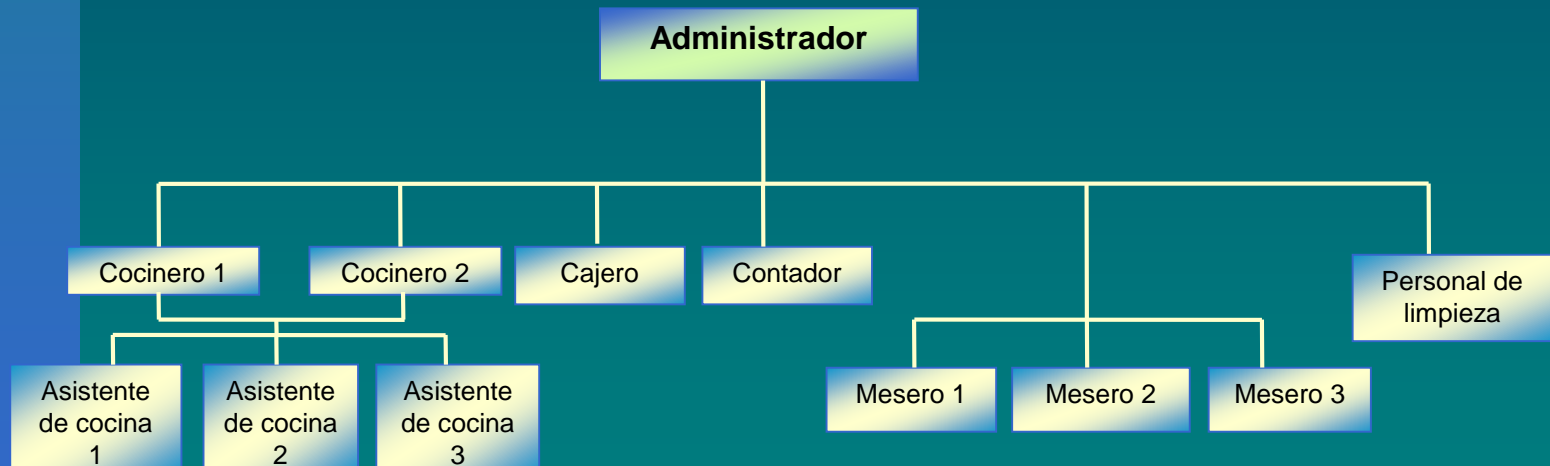 Administrador
Cocinero 1
Cocinero 2
Cajero
Contador
Personal de
limpieza
Asistente
de cocina
1
Asistente
de cocina
2
Asistente
de cocina
3
Mesero 1
Mesero 2
Mesero 3